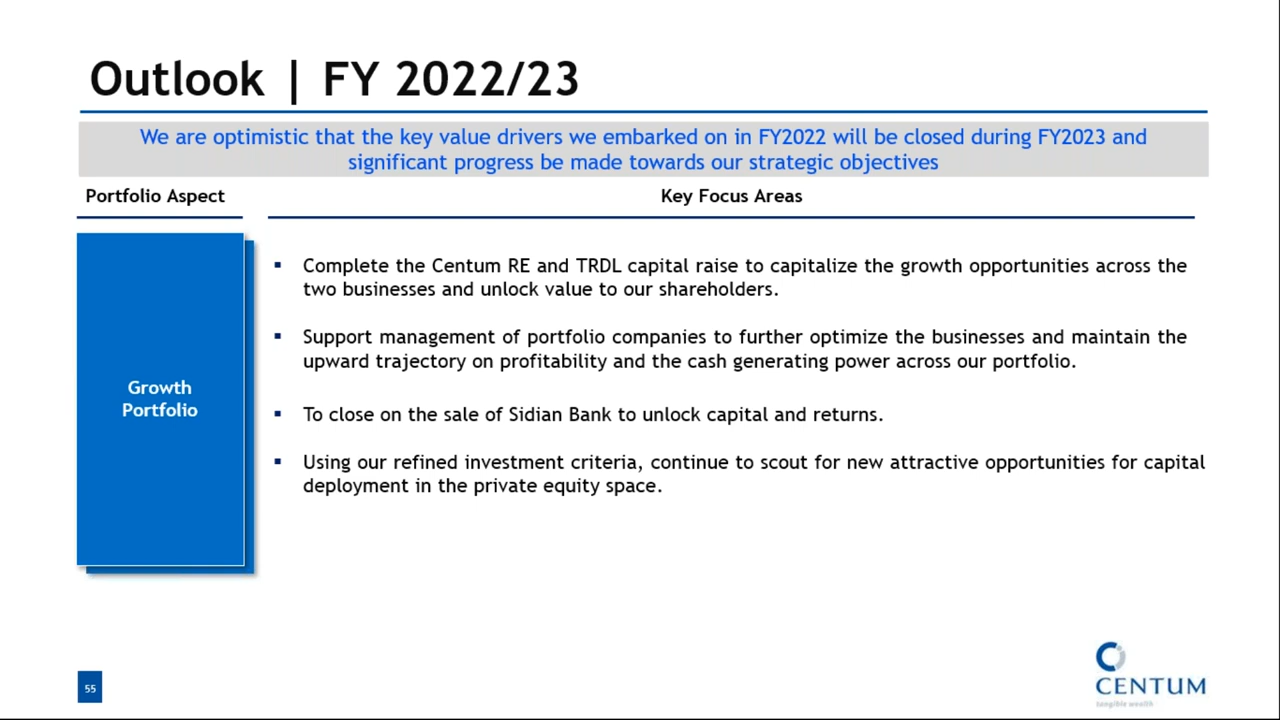 Outlook | FY 2022/23
We are optimistic that the key value drivers we embarked on in FY2022 will be closed during FY2023 and
significant progress be made towards our strategic objectives
Portfolio Aspect
Key Focus Areas
Growth
Portfolio
▪ Complete the Centum RE and TRDL capital raise to capitalize the growth opportunities across the
two businesses and unlock value to our shareholders.
▪ Support management of portfolio companies to further optimize the businesses and maintain the
upward trajectory on profitability and the cash generating power across our portfolio.
▪ To close on the sale of Sidian Bank to unlock capital and returns.
▪ Using our refined investment criteria, continue to scout for new attractive opportunities for capital
deployment in the private equity space.
55
CENTUM
tangible wealth